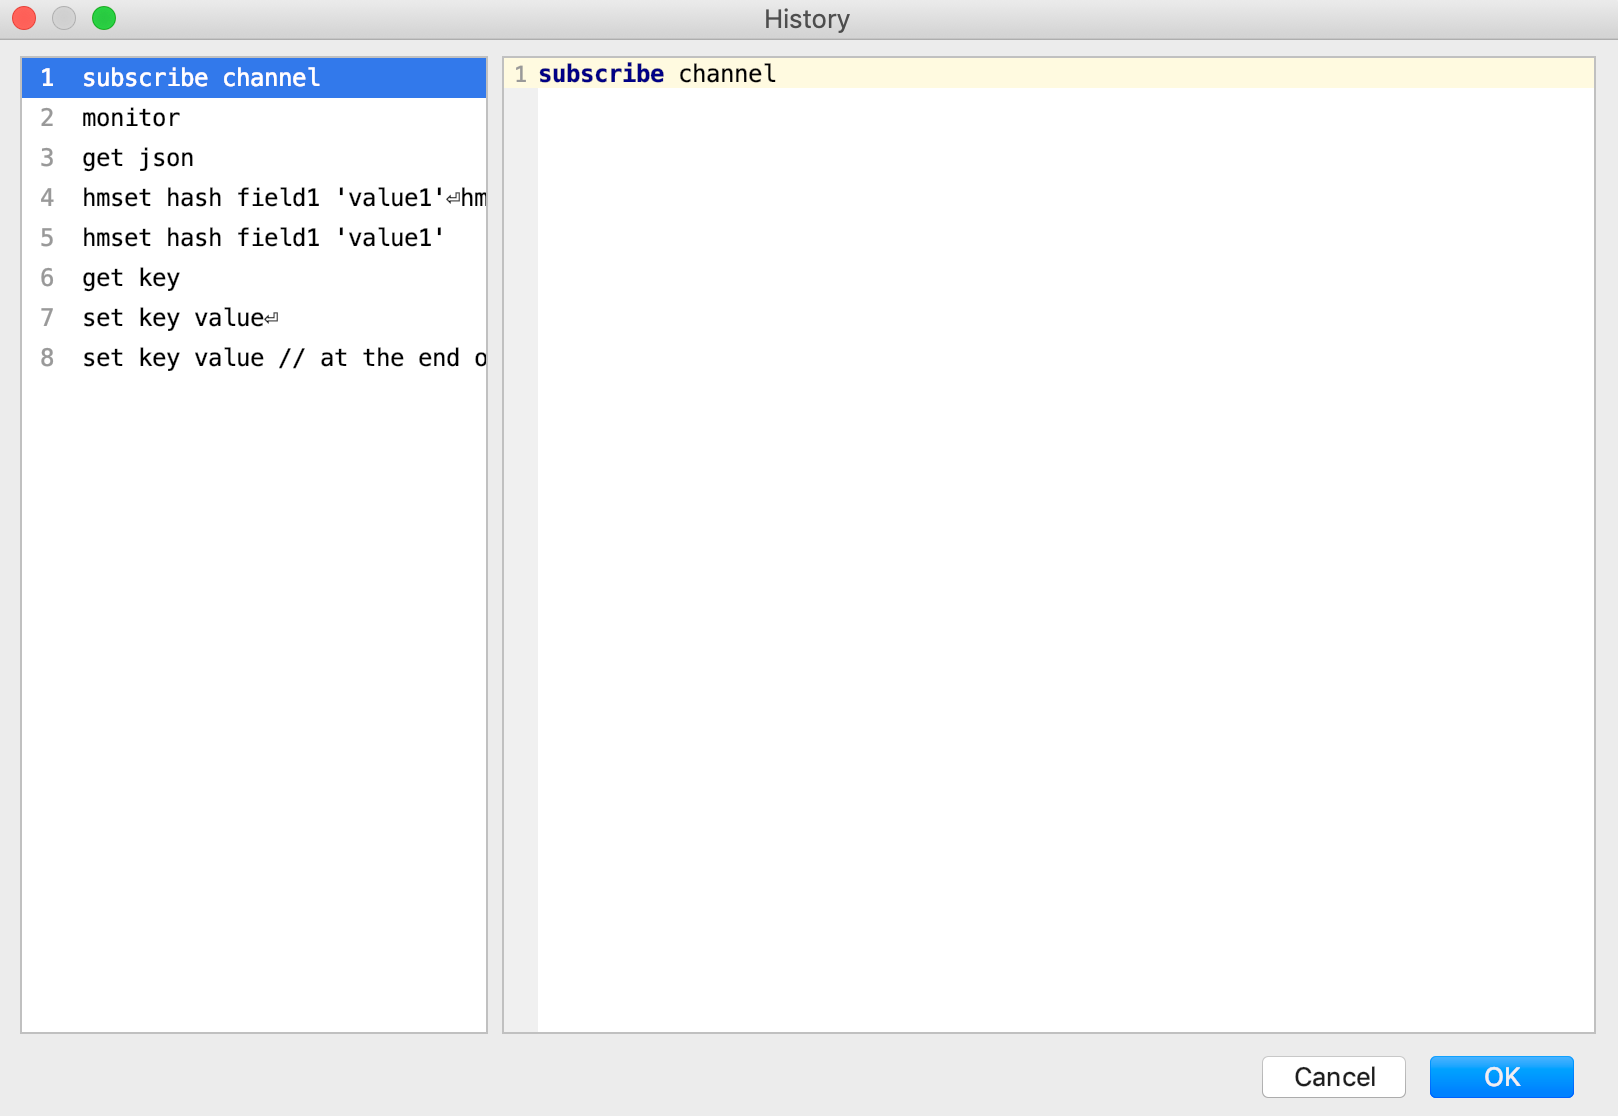 History
1 subscribe channel
2 monitor
3 get json
4 hmset hash field1 'value1'⏎hm
5 hmset hash field1 'value1'
6 get key
7 set key value⏎
8 set key value // at the end o
1 subscribe channel
Cancel
OK